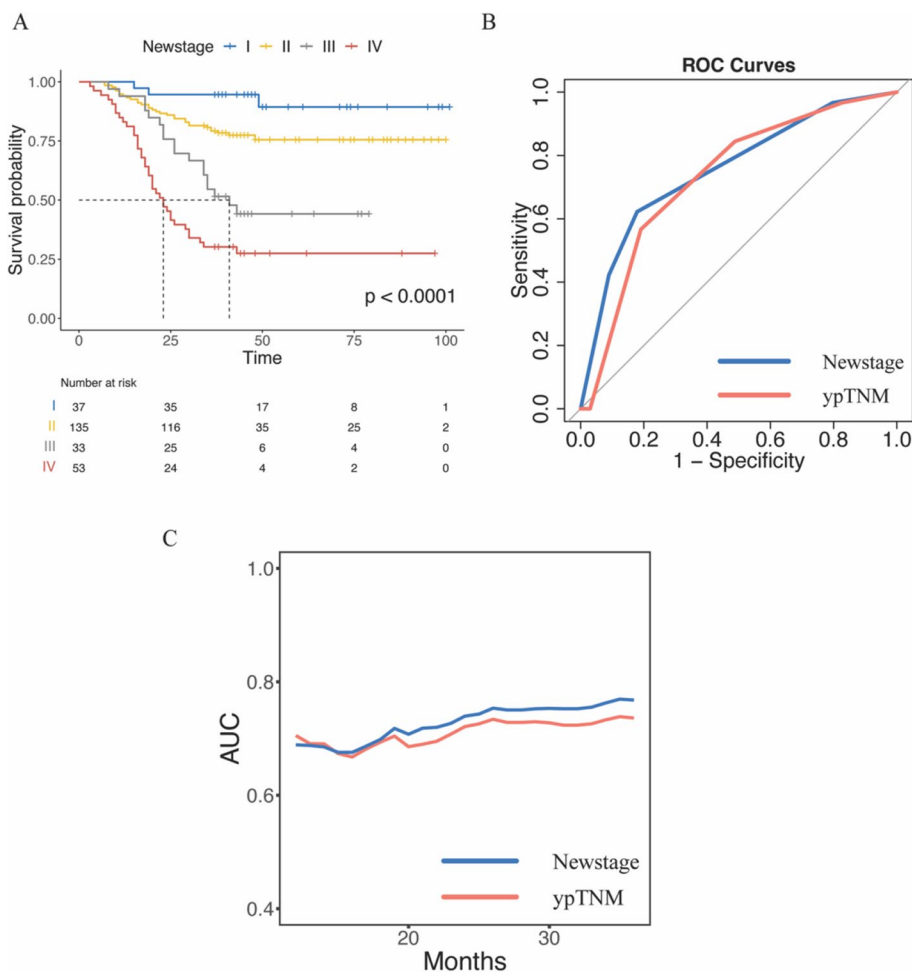 A
Newstage I II III IV
1.00
0.75
0.50
0.25
0.00
Survival probability
p < 0.0001
0 25 50 75 100
Time
Number at risk
I 37 35 17 8 1
II 135 116 35 25 2
III 33 25 6 4 0
IV 53 24 4 2 0
B
ROC Curves
1.0
0.8
0.6
0.4
0.2
0.0
Sensitivity
Newstage
ypTNM
0.0 0.2 0.4 0.6 0.8 1.0
1 – Specificity
C
1.0
0.8
0.6
0.4
AUC
Newstage
ypTNM
20 30
Months